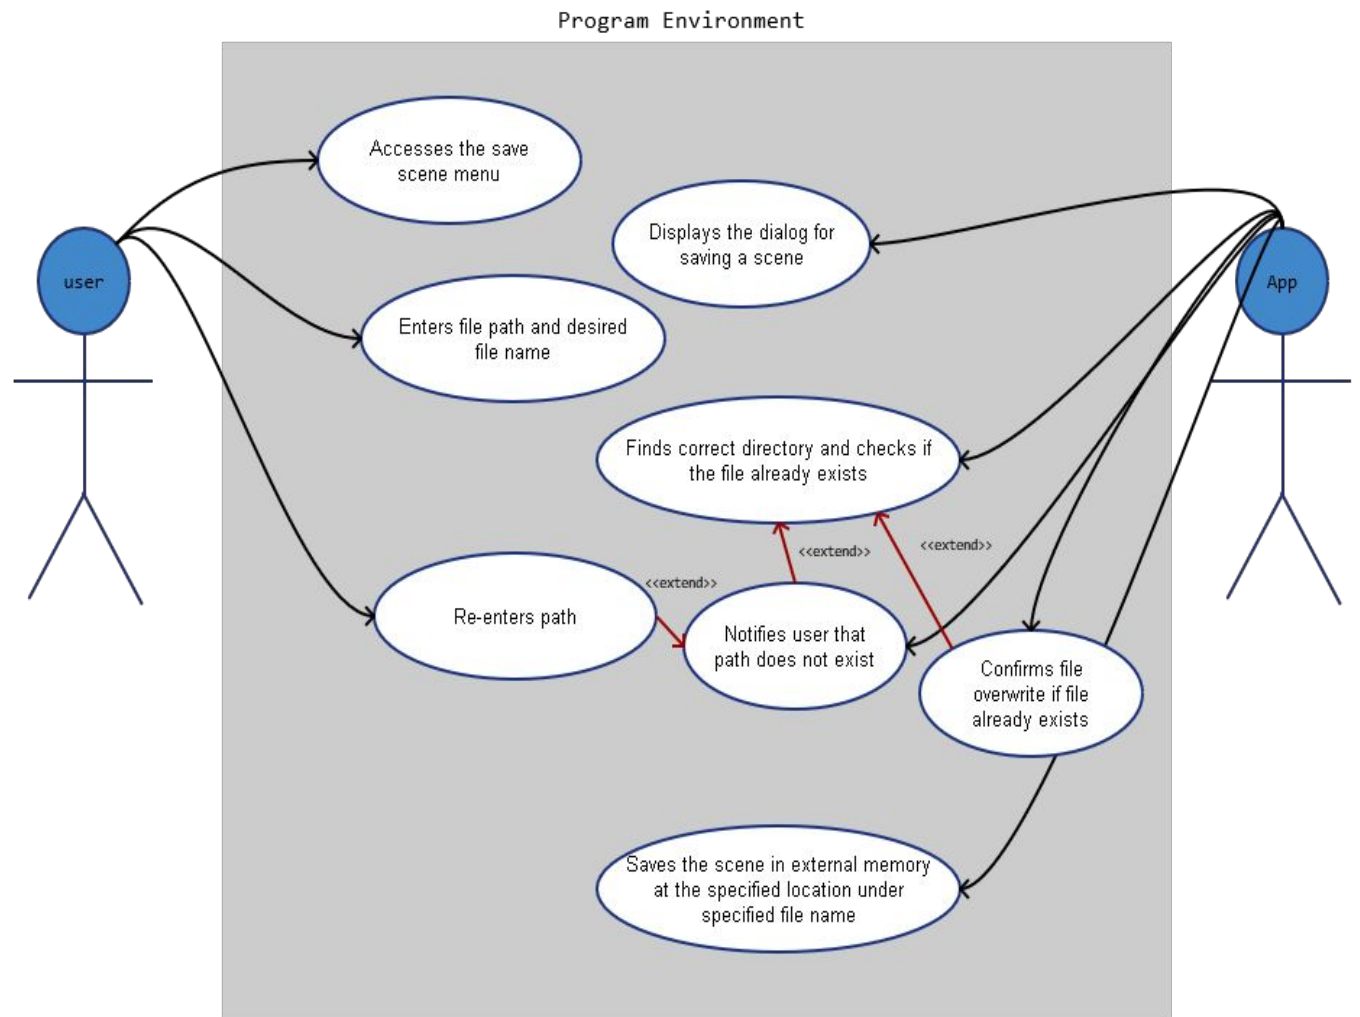 Program Environment
Accesses the save
scene menu
Displays the dialog for
saving a scene
user
App
Enters file path and desired
file name
Finds correct directory and checks if
the file already exists
<<extend>>
<<extend>>
<<extend>>
Re-enters path
Notifies user that
path does not exist
Confirms file
overwrite if file
already exists
Saves the scene in external memory
at the specified location under
specified file name